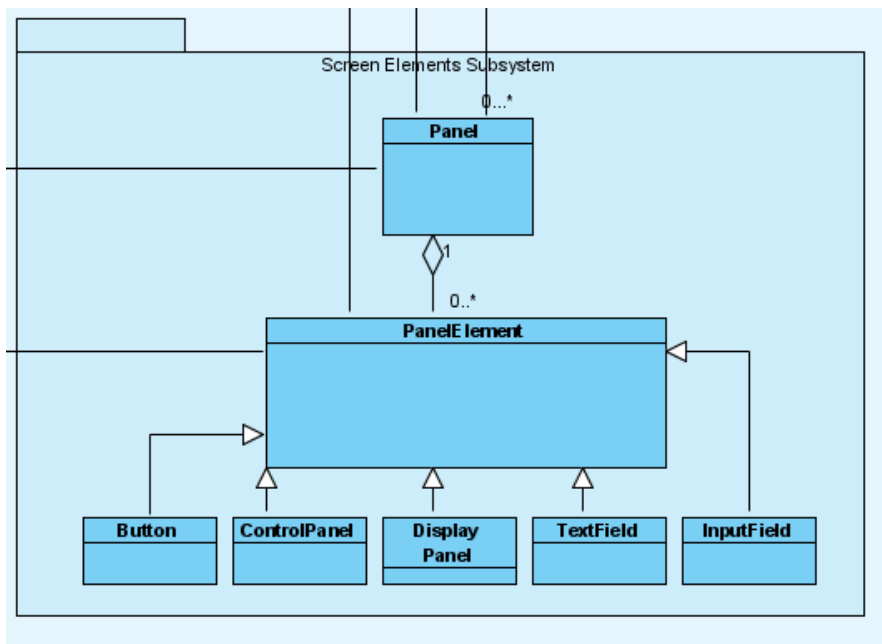 Screen Elements Subsystem
0...*
Panel
1
0..*
PanelElement
Button
ControlPanel
Display
Panel
TextField
InputField